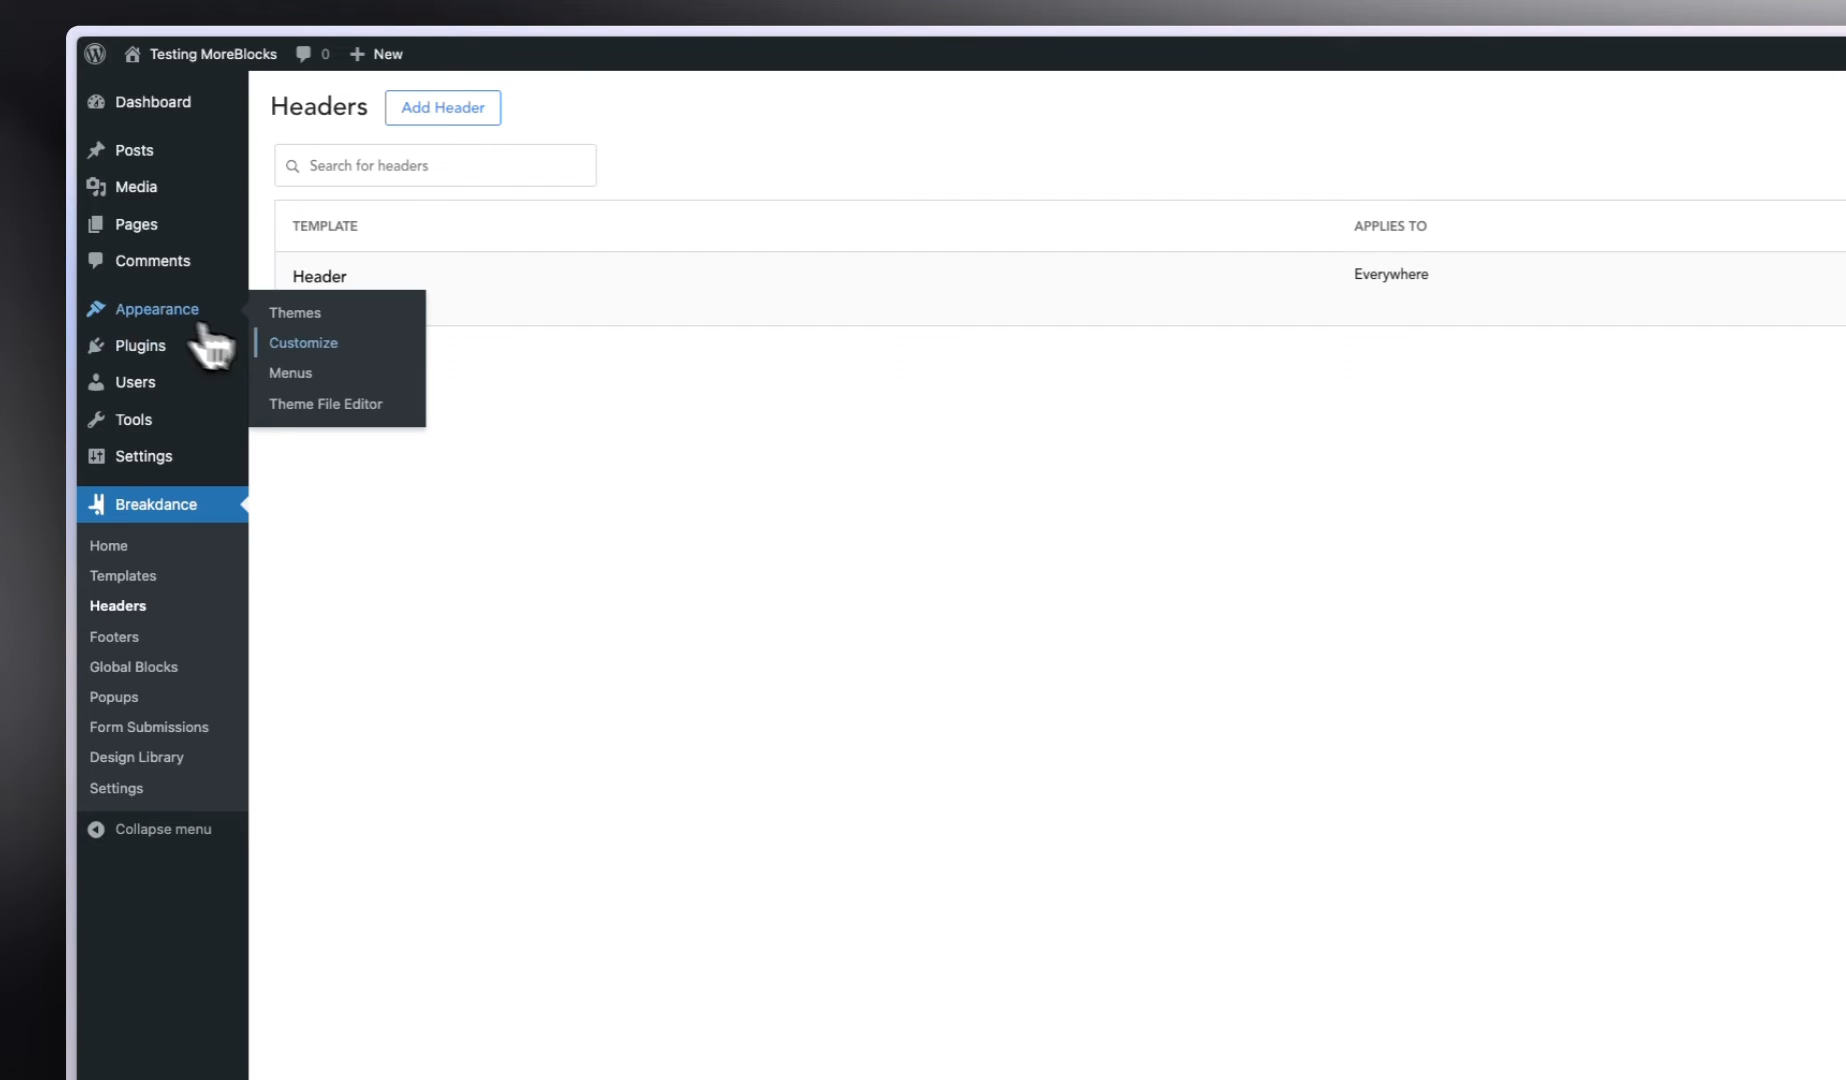 Testing MoreBlocks 0 New
Dashboard
Posts
Media
Pages
Comments
Appearance
Plugins
Users
Tools
Settings
Breakdance
Home
Templates
Headers
Footers
Global Blocks
Popups
Form Submissions
Design Library
Settings
Collapse menu
Themes
Customize
Menus
Theme File Editor
Headers Add Header
Search for headers
TEMPLATE APPLIES TO
Header Everywhere